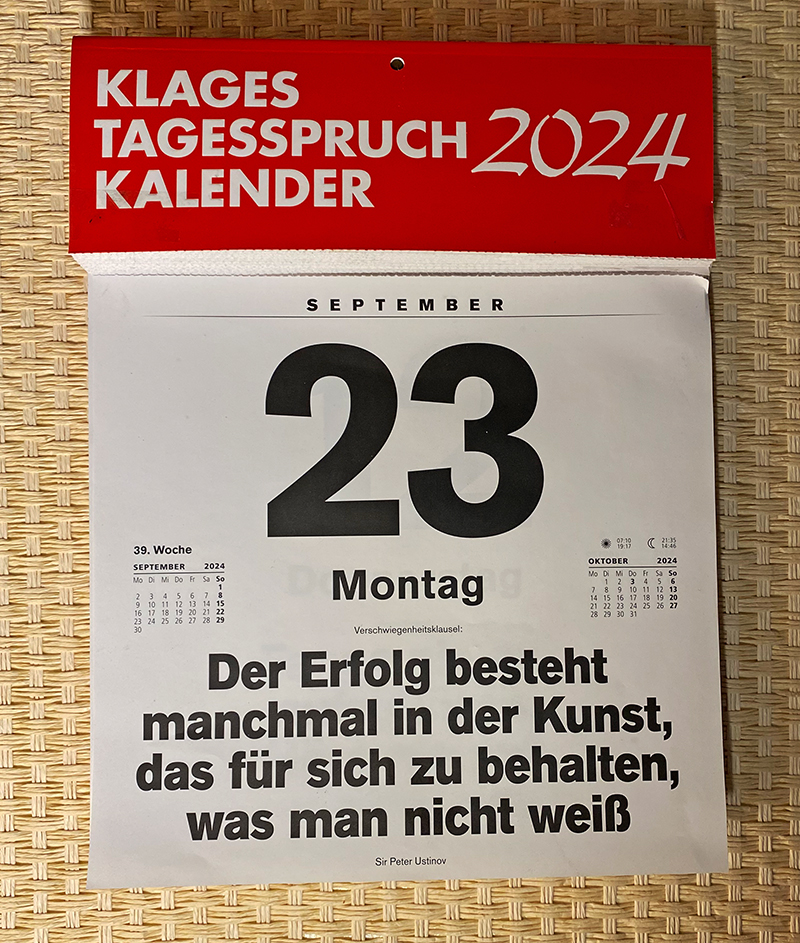 KLAGES
TAGESSPRUCH 2024
KALENDER
SEPTEMBER
23
39. Woche
SEPTEMBER 2024
Mo Di Mi Do Fr Sa So
1
2 3 4 5 6 7 8
9 10 11 12 13 14 15
16 17 18 19 20 21 22
23 24 25 26 27 28 29
30
Montag
07:10 21:35
19:17 14:46
OKTOBER 2024
Mo Di Mi Do Fr Sa So
1 2 3 4 5 6
7 8 9 10 11 12 13
14 15 16 17 18 19 20
21 22 23 24 25 26 27
28 29 30 31
Verschwiegenheitsklausel:
Der Erfolg besteht
manchmal in der Kunst,
das für sich zu behalten,
was man nicht weiß
Sir Peter Ustinov